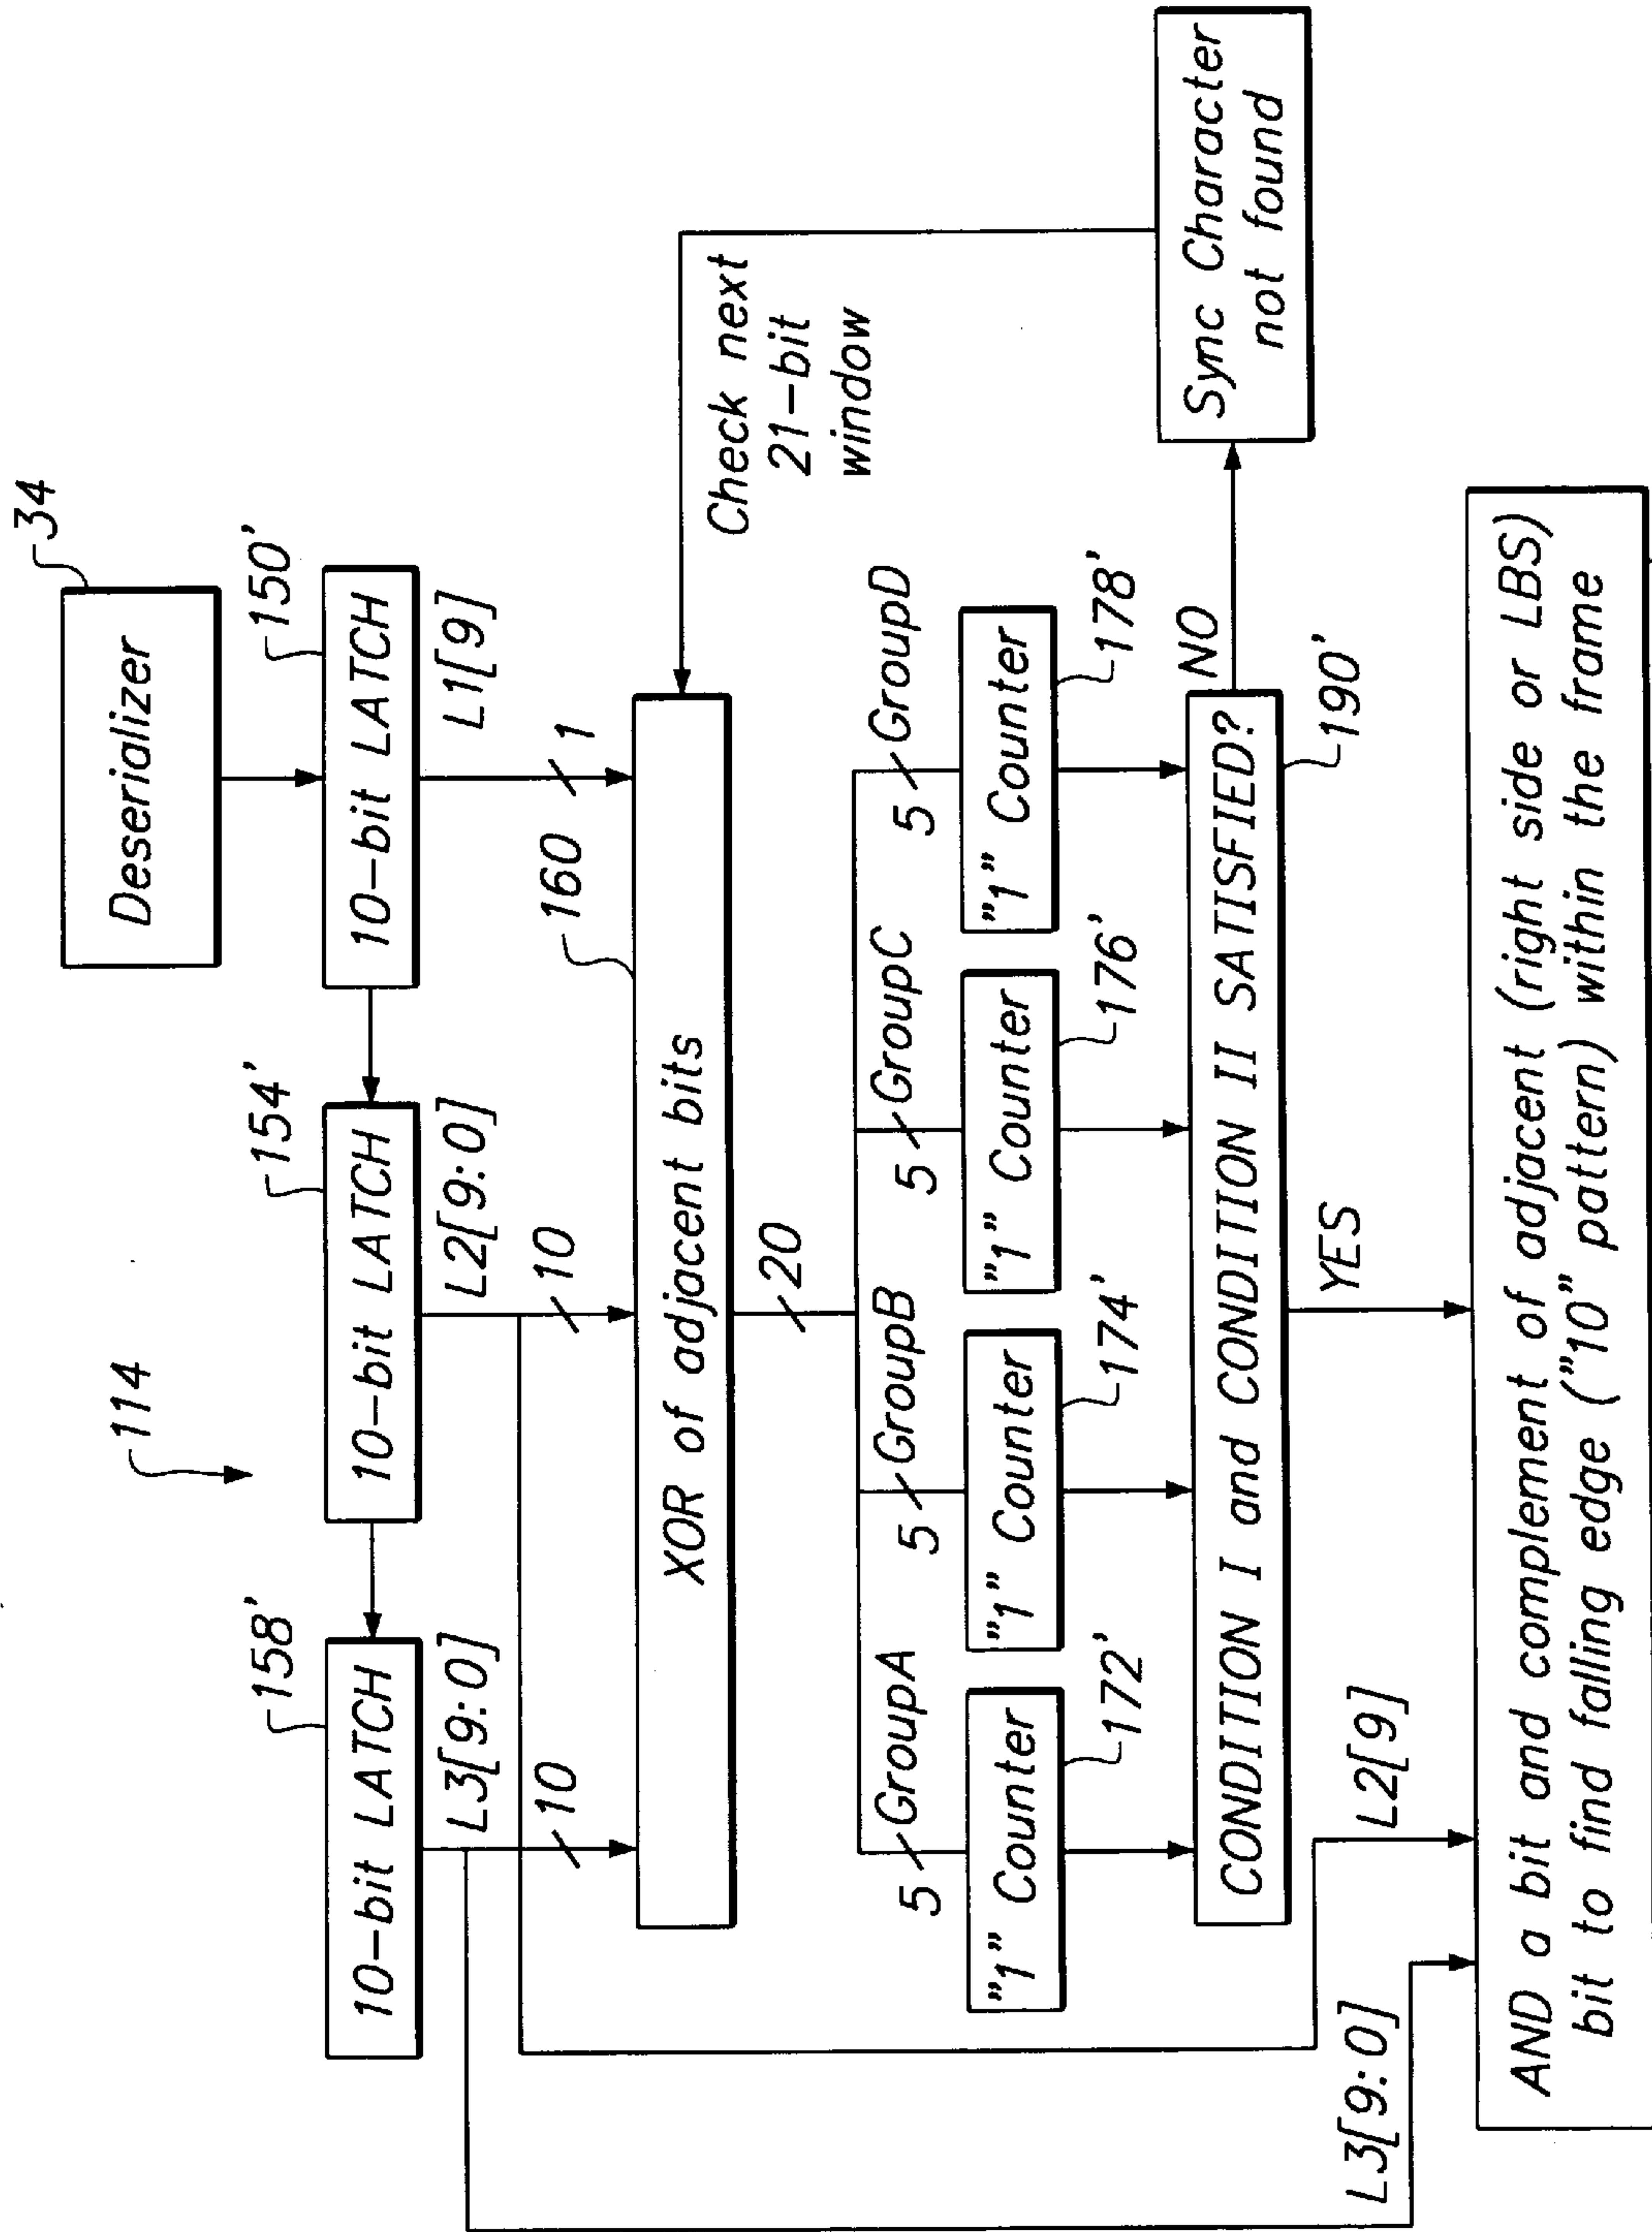 114
34
Deserializer
158'
154'
150'
10-bit LATCH
10-bit LATCH
10-bit LATCH
L3[9:0]
L2[9:0]
L1[9]
10
10
1
160
XOR of adjacent bits
Check next
21-bit
window
20
5
GroupA
5
GroupB
5
GroupC
5
GroupD
"1" Counter
"1" Counter
"1" Counter
"1" Counter
172'
174'
176'
178'
CONDITION I and CONDITION II SATISFIED?
NO
190'
Sync Character
not found
YES
L3[9:0]
L2[9]
AND a bit and complement of adjacent (right side or LBS)
bit to find falling edge ("10" pattern) within the frame